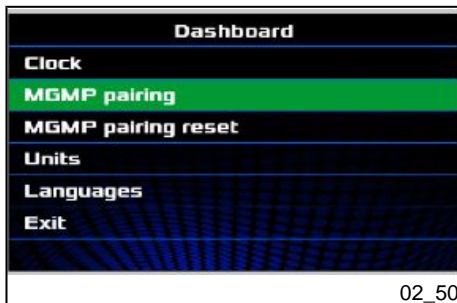 Dashboard
Clock
MGMP pairing
MGMP pairing reset
Units
Languages
Exit
02_50